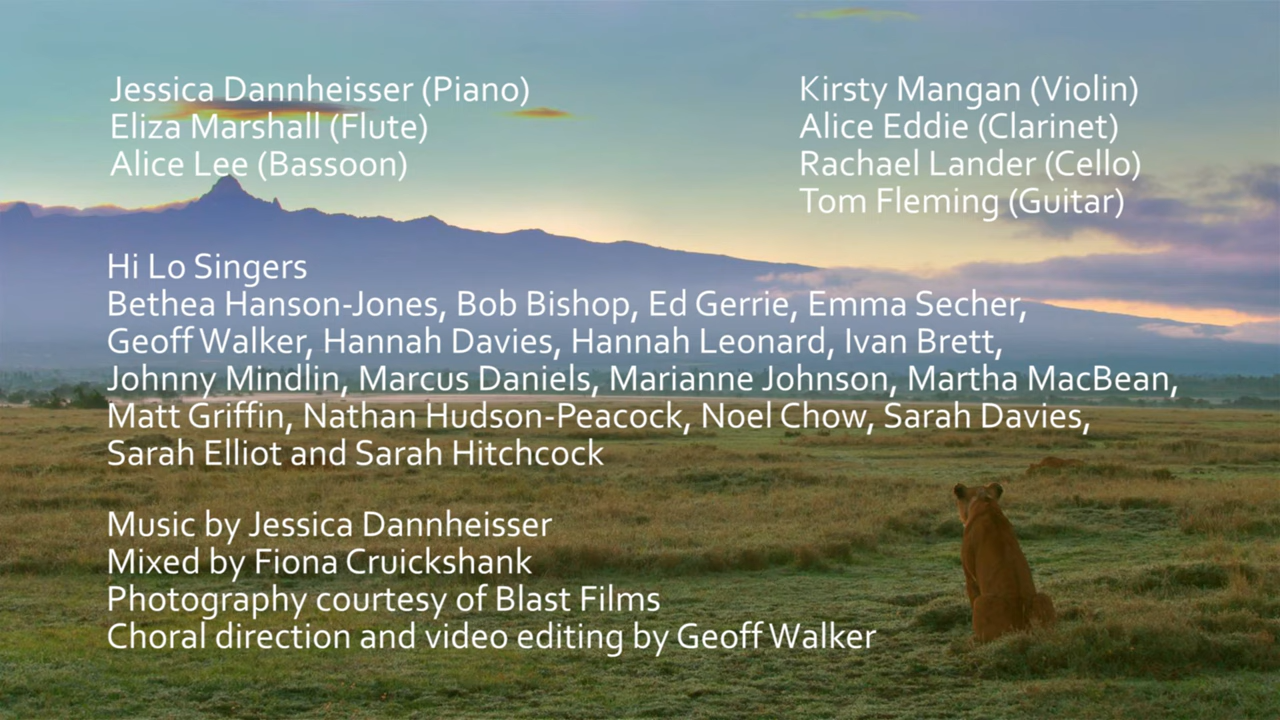 Jessica Dannheisser (Piano)
Eliza Marshall (Flute)
Alice Lee (Bassoon)
Kirsty Mangan (Violin)
Alice Eddie (Clarinet)
Rachael Lander (Cello)
Tom Fleming (Guitar)
Hi Lo Singers
Bethea Hanson-Jones, Bob Bishop, Ed Gerrie, Emma Secher,
Geoff Walker, Hannah Davies, Hannah Leonard, Ivan Brett,
Johnny Mindlin, Marcus Daniels, Marianne Johnson, Martha MacBean,
Matt Griffin, Nathan Hudson-Peacock, Noel Chow, Sarah Davies,
Sarah Elliot and Sarah Hitchcock
Music by Jessica Dannheisser
Mixed by Fiona Cruickshank
Photography courtesy of Blast Films
Choral direction and video editing by Geoff Walker